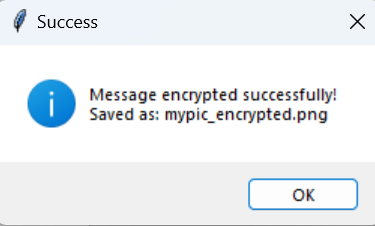 Success
Message encrypted successfully!
Saved as: mypic_encrypted.png
OK